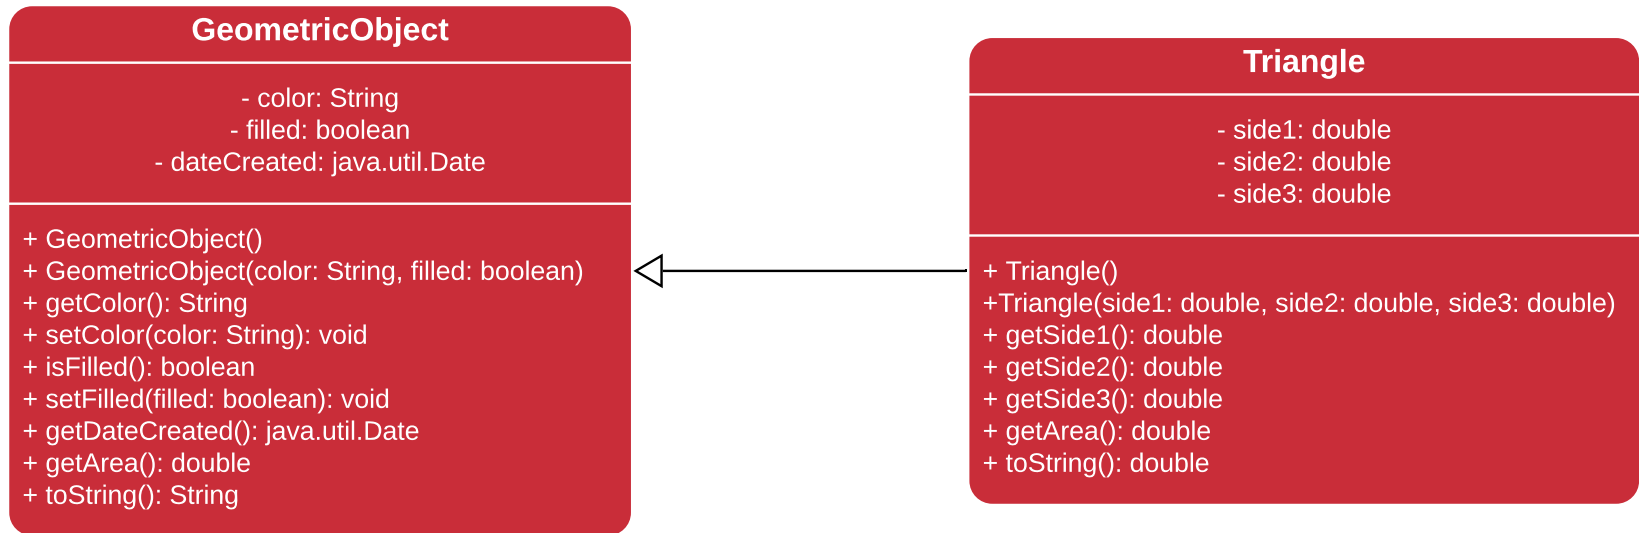 GeometricObject
- color: String
- filled: boolean
- dateCreated: java.util.Date
+ GeometricObject()
+ GeometricObject(color: String, filled: boolean)
+ getColor(): String
+ setColor(color: String): void
+ isFilled(): boolean
+ setFilled(filled: boolean): void
+ getDateCreated(): java.util.Date
+ getArea(): double
+ toString(): String
Triangle
- side1: double
- side2: double
- side3: double
+ Triangle()
+Triangle(side1: double, side2: double, side3: double)
+ getSide1(): double
+ getSide2(): double
+ getSide3(): double
+ getArea(): double
+ toString(): double